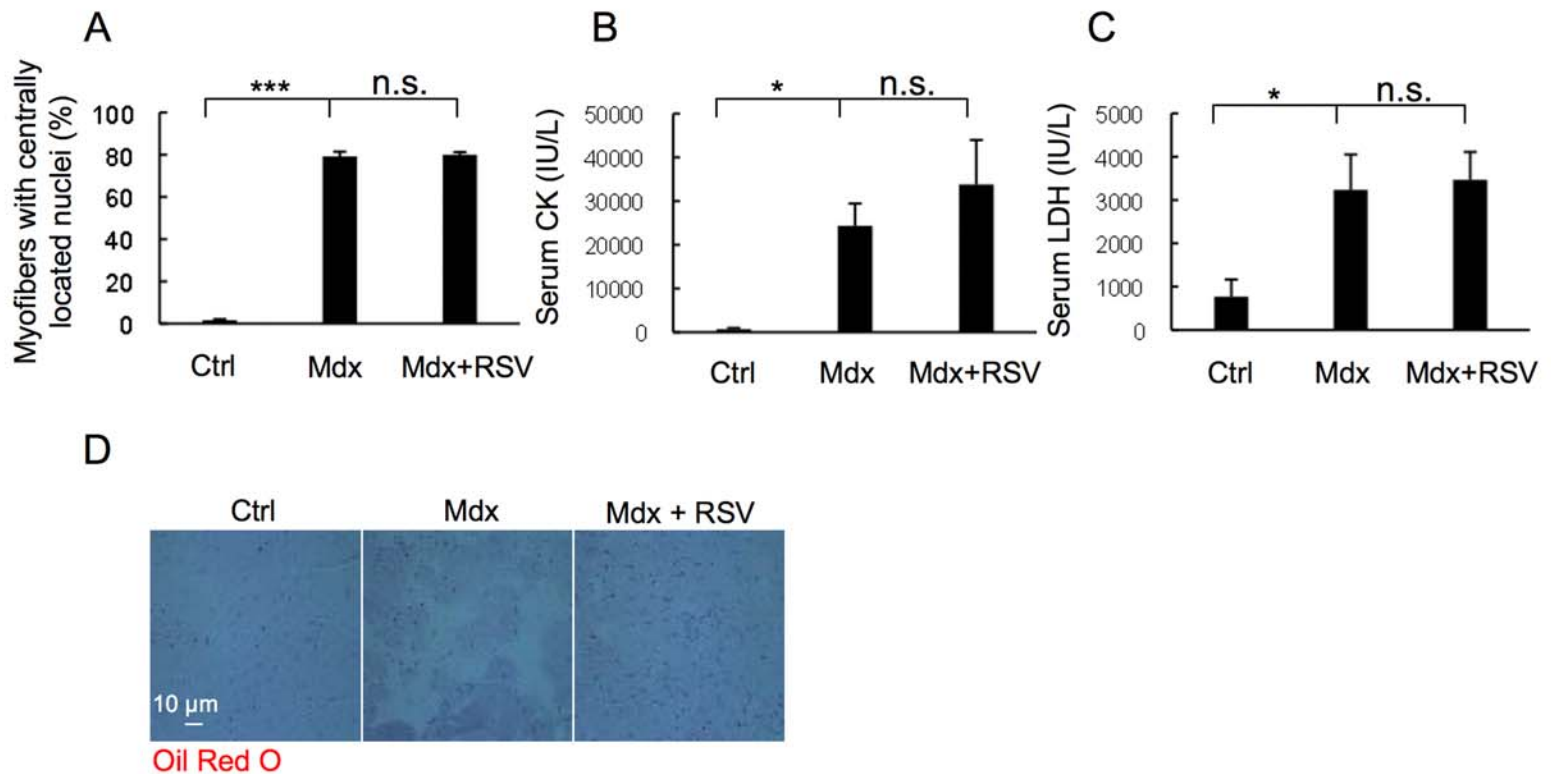 A
B
C
Myofibers with centrally
located nuclei (%)
***
n.s.
100
80
60
40
20
0
Ctrl
Mdx
Mdx+RSV
Serum CK (IU/L)
*
n.s.
50000
40000
30000
20000
10000
0
Ctrl
Mdx
Mdx+RSV
Serum LDH (IU/L)
*
n.s.
5000
4000
3000
2000
1000
0
Ctrl
Mdx
Mdx+RSV
D
Ctrl
Mdx
Mdx + RSV
10 µm
Oil Red O